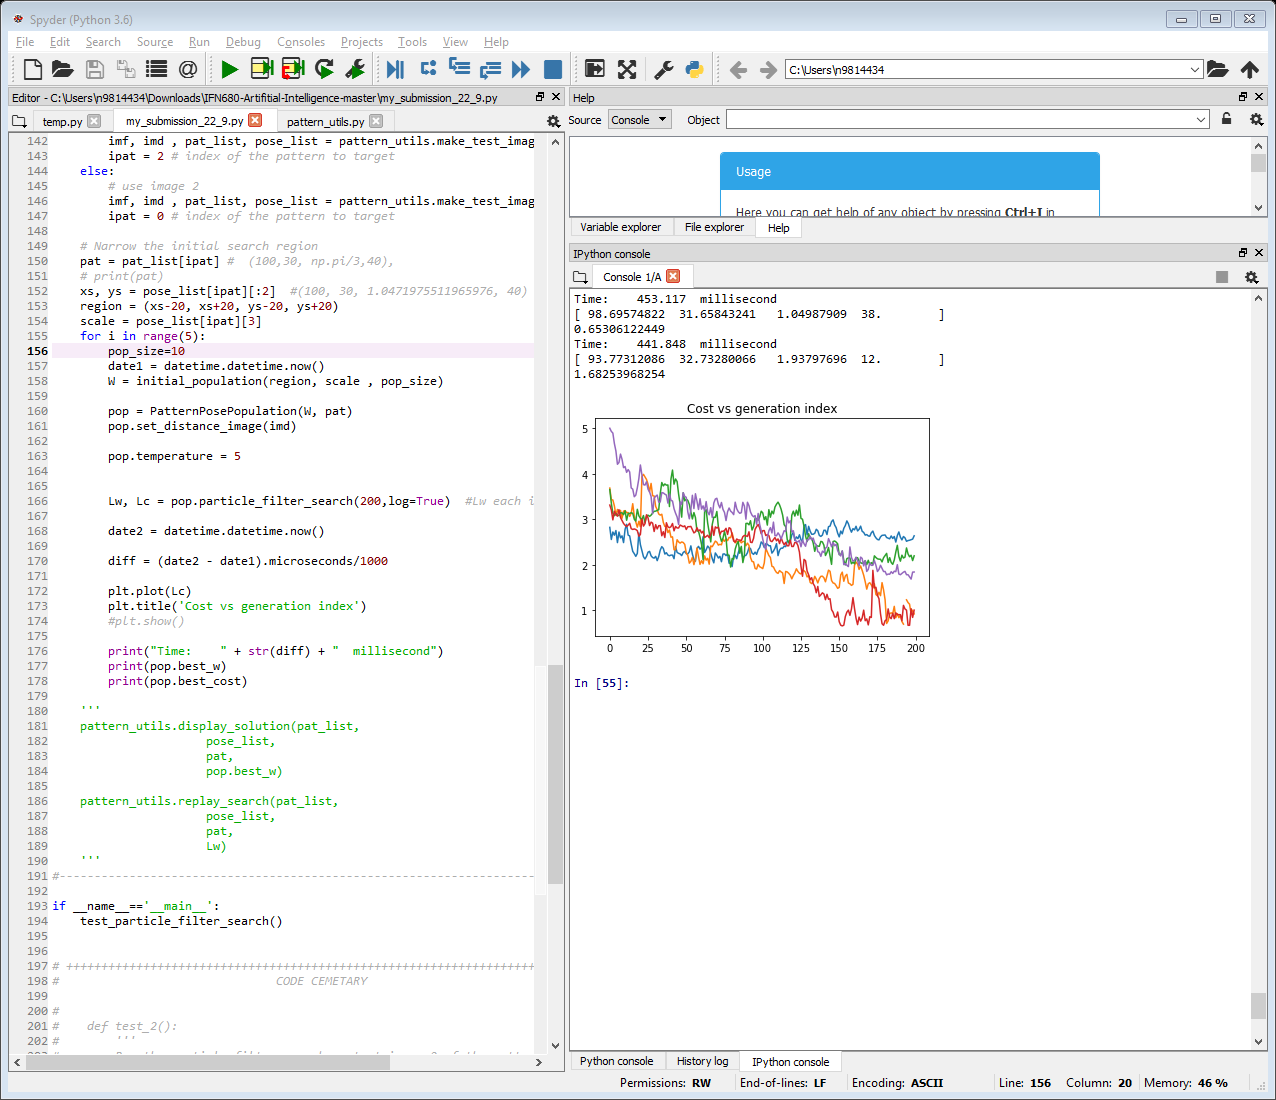 Spyder (Python 3.6)
File Edit Search Source Run Debug Consoles Projects Tools View Help
C:\Users\n9814434
Editor - C:\Users\n9814434\Downloads\IFN680-Artifitial-Intelligence-master\my_submission_22_9.py
temp.py my_submission_22_9.py pattern_utils.py
142 imf, imd , pat_list, pose_list = pattern_utils.make_test_imag
143 ipat = 2 # index of the pattern to target
144 else:
145 # use image 2
146 imf, imd , pat_list, pose_list = pattern_utils.make_test_imag
147 ipat = 0 # index of the pattern to target
148
149 # Narrow the initial search region
150 pat = pat_list[ipat] # (100,30, np.pi/3,40),
151 # print(pat)
152 xs, ys = pose_list[ipat][:2] #(100, 30, 1.0471975511965976, 40)
153 region = (xs-20, xs+20, ys-20, ys+20)
154 scale = pose_list[ipat][3]
155 for i in range(5):
156 pop_size=10
157 date1 = datetime.datetime.now()
158 W = initial_population(region, scale , pop_size)
159
160 pop = PatternPosePopulation(W, pat)
161 pop.set_distance_image(imd)
162
163 pop.temperature = 5
164
165
166 Lw, Lc = pop.particle_filter_search(200,log=True) #Lw each i
167
168 date2 = datetime.datetime.now()
169
170 diff = (date2 - date1).microseconds/1000
171
172 plt.plot(Lc)
173 plt.title('Cost vs generation index')
174 #plt.show()
175
176 print("Time: " + str(diff) + " millisecond")
177 print(pop.best_w)
178 print(pop.best_cost)
179
180 '''
181 pattern_utils.display_solution(pat_list,
182 pose_list,
183 pat,
184 pop.best_w)
185
186 pattern_utils.replay_search(pat_list,
187 pose_list,
188 pat,
189 Lw)
190 '''
191 #------------------------------------------------------------------
192
193 if __name__=='__main__':
194 test_particle_filter_search()
195
196
197 # +++++++++++++++++++++++++++++++++++++++++++++++++++++++++++++++++
198 # CODE CEMETARY
199
200 #
201 # def test_2():
202 # '''
Help
Source Console Object
Usage
Here you can get help of any object by pressing Ctrl+I in
Variable explorer File explorer Help
IPython console
Console 1/A
Time: 453.117 millisecond
[ 98.69574822 31.65843241 1.04987909 38. ]
0.65306122449
Time: 441.848 millisecond
[ 93.77312086 32.73280066 1.93797696 12. ]
1.68253968254
Cost vs generation index
5
4
3
2
1
0 25 50 75 100 125 150 175 200
In [55]:
Python console History log IPython console
Permissions: RW End-of-lines: LF Encoding: ASCII Line: 156 Column: 20 Memory: 46 %